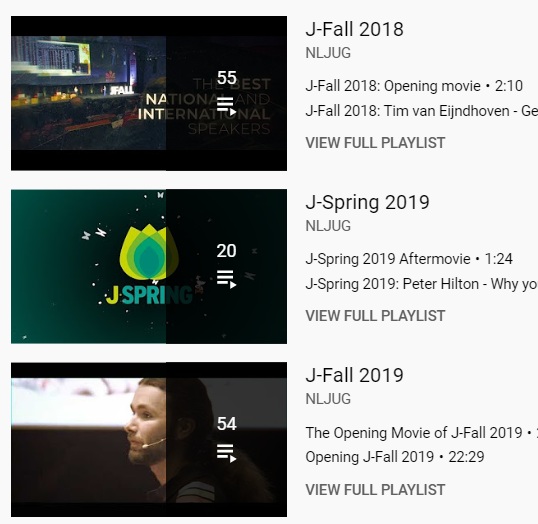 J-Fall 2018
NLJUG
J-Fall 2018: Opening movie • 2:10
J-Fall 2018: Tim van Eijndhoven - Ge
VIEW FULL PLAYLIST
55
FALL
THE BEST
NATIONAL AND
INTERNATIONAL
SPEAKERS
J-Spring 2019
NLJUG
J-Spring 2019 Aftermovie • 1:24
J-Spring 2019: Peter Hilton - Why yo
VIEW FULL PLAYLIST
20
J-SPRING
J-Fall 2019
NLJUG
The Opening Movie of J-Fall 2019 •
Opening J-Fall 2019 • 22:29
VIEW FULL PLAYLIST
54